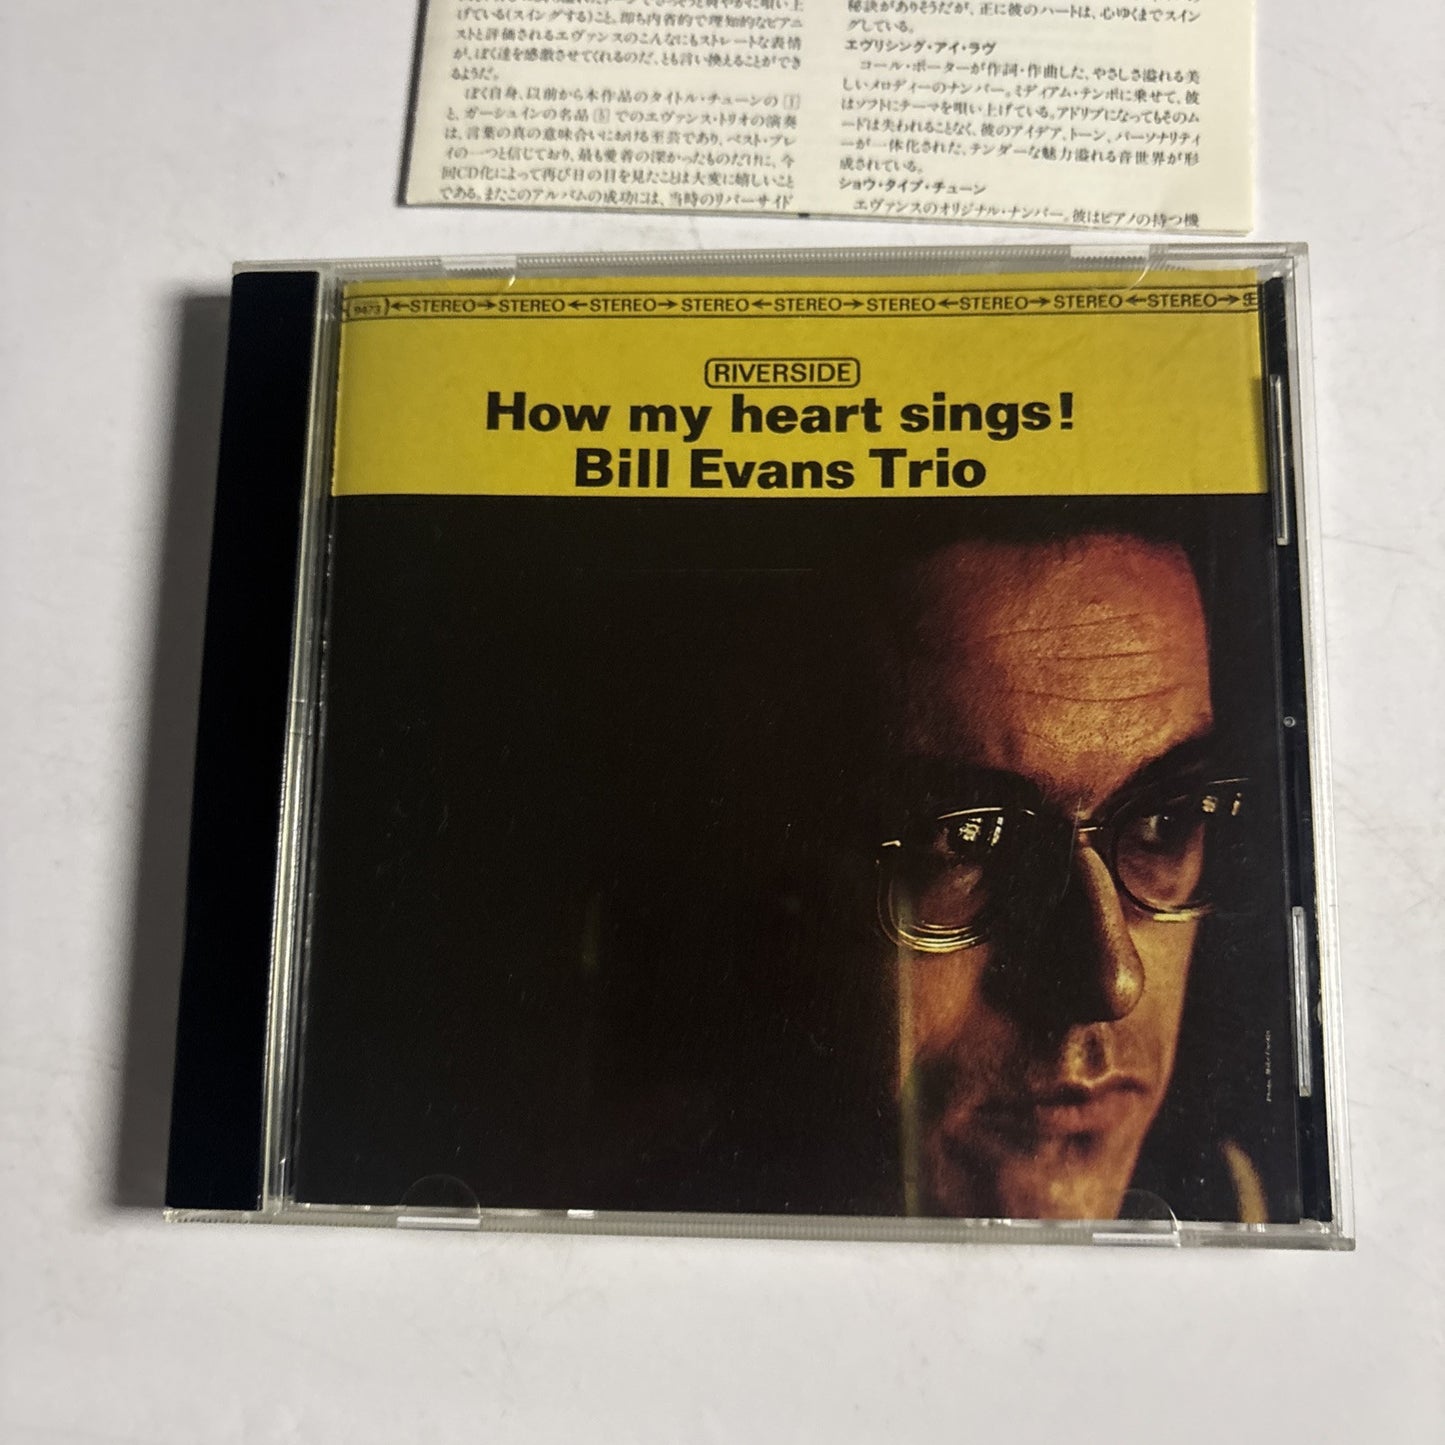 げている(スイングする)こと。即ち内省的で理知的なピアニ
ストと評価されるエヴァンスのこんなにもストレートな表情
が、ぼく達を感激させてくれるのだ、とも言い換えることができ
るようだ。
ぼく自身、以前から本作品のタイトル・チューンの[1]
と、ガーシュインの名品[5]でのエヴァンス・トリオの演奏
は、言葉の真の意味合いにおける至芸であり、ベスト・プレ
イの一つと信じており、最も愛着の深かったものだけに、今
回CD化によって再び日の目を見たことは大変に嬉しいこと
である。またこのアルバムの成功には、当時のリバーサイド
秘訣がありそうだが、正に彼のハートは、心ゆくまでスイン
グしている。
エヴリシング・アイ・ラヴ
コール・ポーターが作詞・作曲した、やさしさ溢れる美
しいメロディーのナンバー。ミディアム・テンポに乗せて、彼
はソフトにテーマを唄い上げている。アドリブになってもそのム
ードは失われることなく、彼のアイデア、トーン、パーソナリティ
ーが一体化された、テンダーな魅力溢れる音世界が形
成されている。
ショウ・タイプ・チューン
エヴァンスのオリジナル・ナンバー。彼はピアノの持つ機
(9473) ←STEREO→ STEREO ←STEREO→ STEREO ←STEREO→ STEREO ←STEREO→ STEREO ←STEREO→
RIVERSIDE
How my heart sings!
Bill Evans Trio